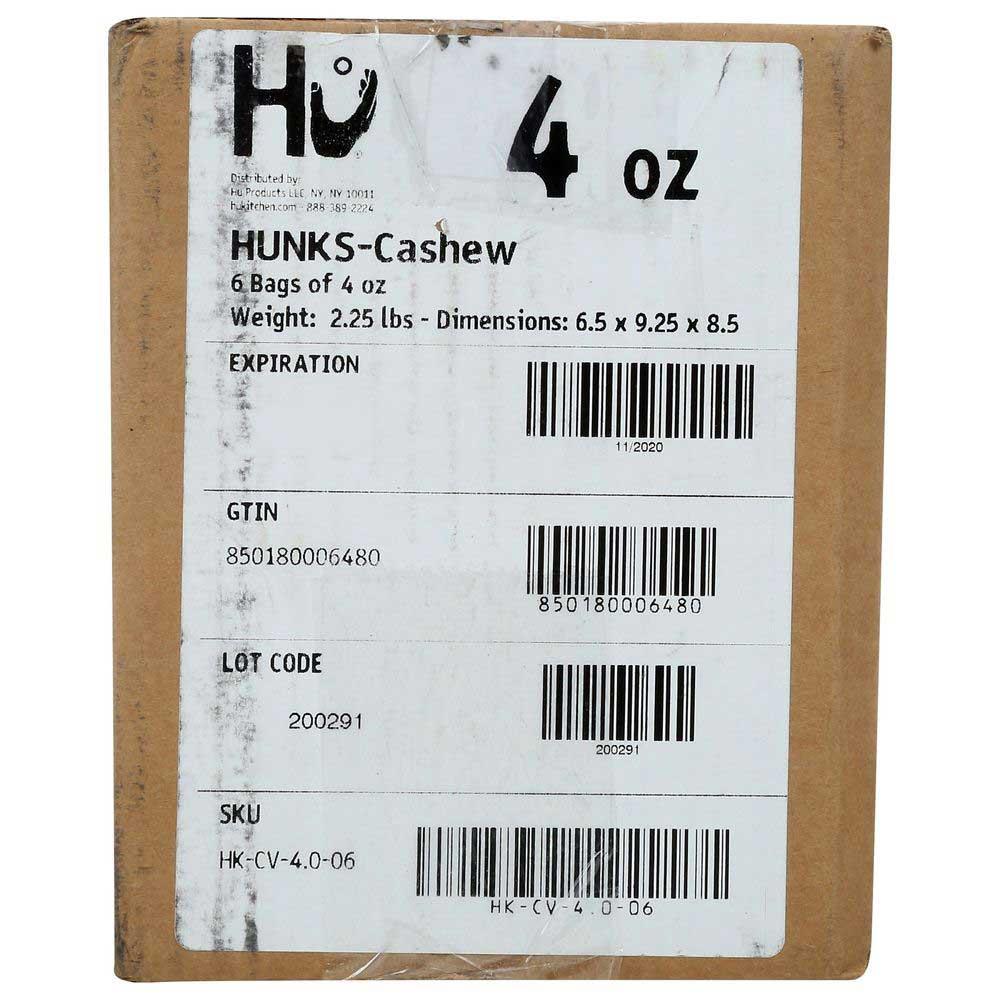 Hu
4 oz
Distributed by:
Hu Products LLC, NY, NY 10011
hukitchen.com - 888-389-2224
HUNKS-Cashew
6 Bags of 4 oz
Weight: 2.25 lbs - Dimensions: 6.5 x 9.25 x 8.5
EXPIRATION
11/2020
GTIN
850180006480
850180006480
LOT CODE
200291
200291
SKU
HK-CV-4.0-06
HK-CV-4.0-06